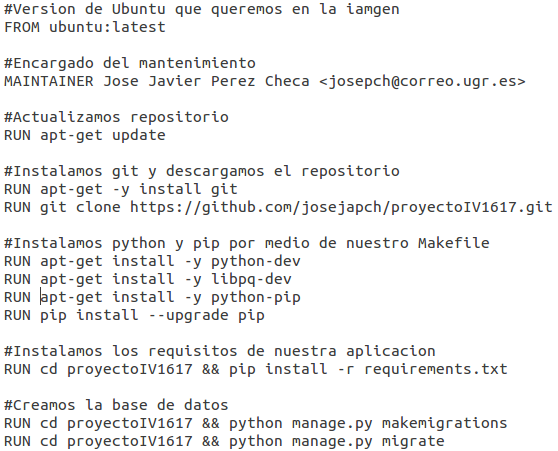 #Version de Ubuntu que queremos en la iamgen
FROM ubuntu:latest
#Encargado del mantenimiento
MAINTAINER Jose Javier Perez Checa <josepch@correo.ugr.es>
#Actualizamos repositorio
RUN apt-get update
#Instalamos git y descargamos el repositorio
RUN apt-get -y install git
RUN git clone https://github.com/josejapch/proyectoIV1617.git
#Instalamos python y pip por medio de nuestro Makefile
RUN apt-get install -y python-dev
RUN apt-get install -y libpq-dev
RUN apt-get install -y python-pip
RUN pip install --upgrade pip
#Instalamos los requisitos de nuestra aplicacion
RUN cd proyectoIV1617 && pip install -r requirements.txt
#Creamos la base de datos
RUN cd proyectoIV1617 && python manage.py makemigrations
RUN cd proyectoIV1617 && python manage.py migrate